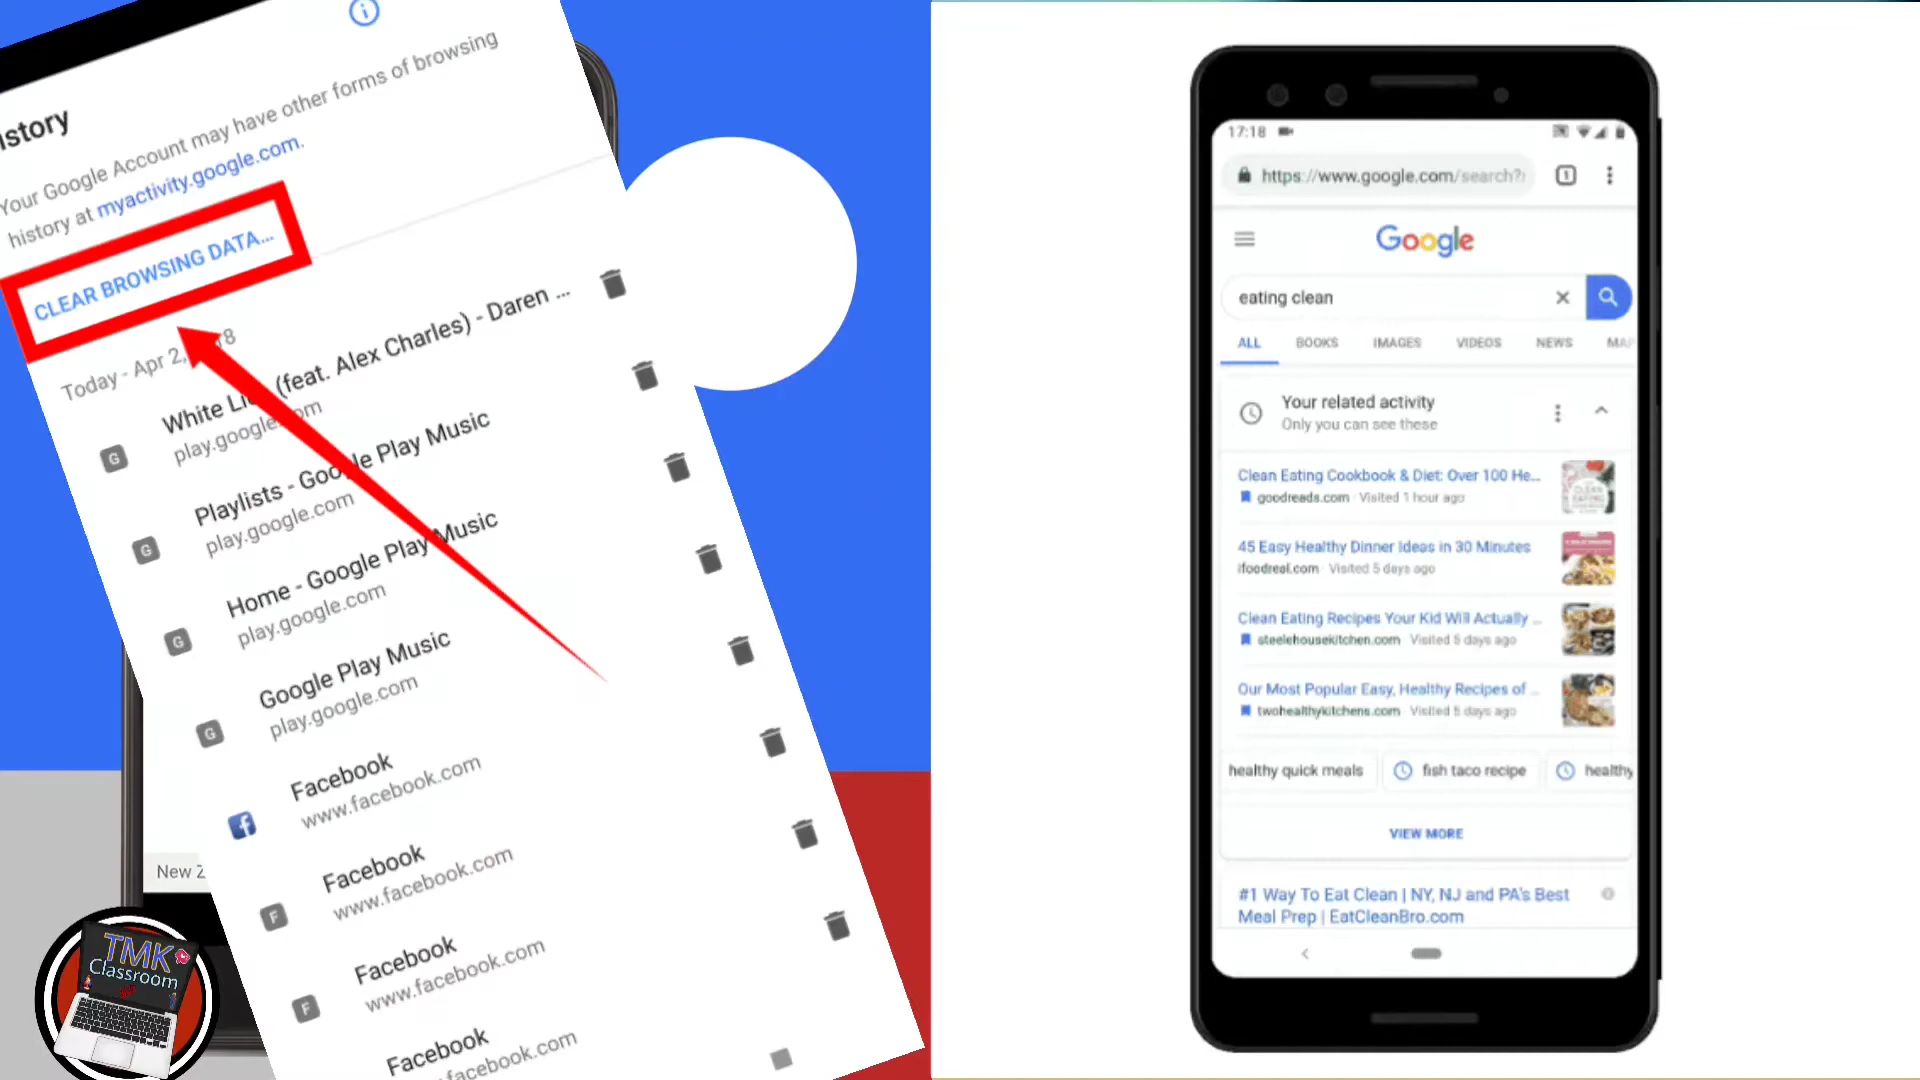 istory
Your Google Account may have other forms of browsing
history at myactivity.google.com.
CLEAR BROWSING DATA...
Today - Apr 2,
White (feat. Alex Charles) - Daren ...
play.google.com
Playlists - Google Play Music
play.google.com
Home - Google Play Music
play.google.com
Google Play Music
play.google.com
Facebook
www.facebook.com
Facebook
www.facebook.com
Facebook
www.facebook.com
Facebook
acebook.com
New 2
TMK
Classroom
17:18
https://www.google.com/search?
1
Google
eating clean
ALL BOOKS IMAGES VIDEOS NEWS MAP
Your related activity
Only you can see these
Clean Eating Cookbook & Diet: Over 100 He...
goodreads.com · Visited 1 hour ago
45 Easy Healthy Dinner Ideas in 30 Minutes
ifoodreal.com · Visited 5 days ago
Clean Eating Recipes Your Kid Will Actually ...
steelehousekitchen.com · Visited 5 days ago
Our Most Popular Easy, Healthy Recipes of ...
twohealthykitchens.com · Visited 5 days ago
healthy quick meals fish taco recipe healthy
VIEW MORE
#1 Way To Eat Clean | NY, NJ and PA's Best
Meal Prep | EatCleanBro.com